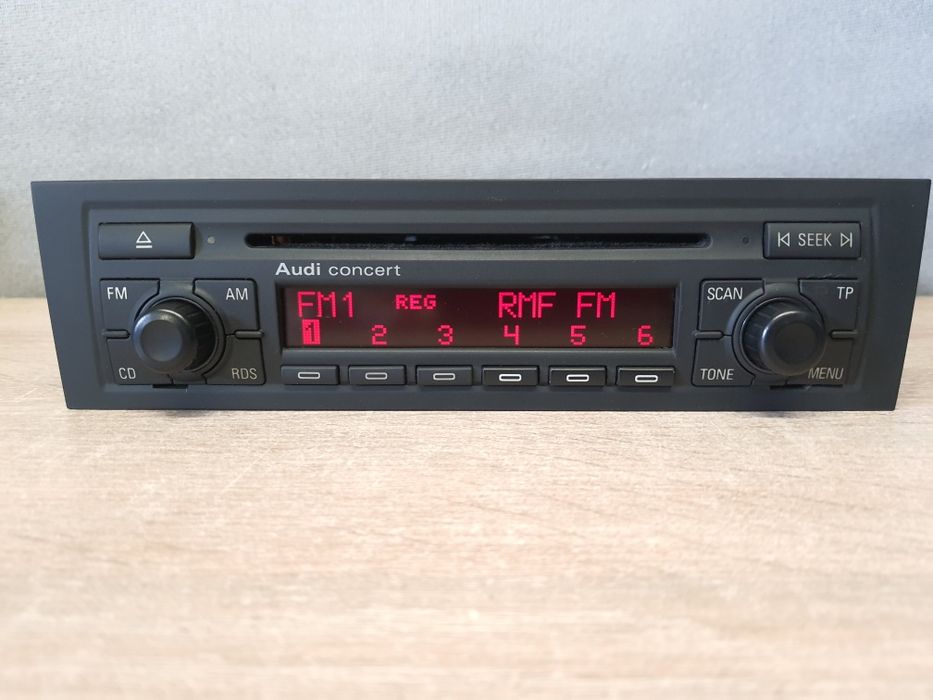 SEEK
Audi concert
FM AM
FM1 REG RMF FM
SCAN TP
1 2 3 4 5 6
CD RDS
TONE MENU